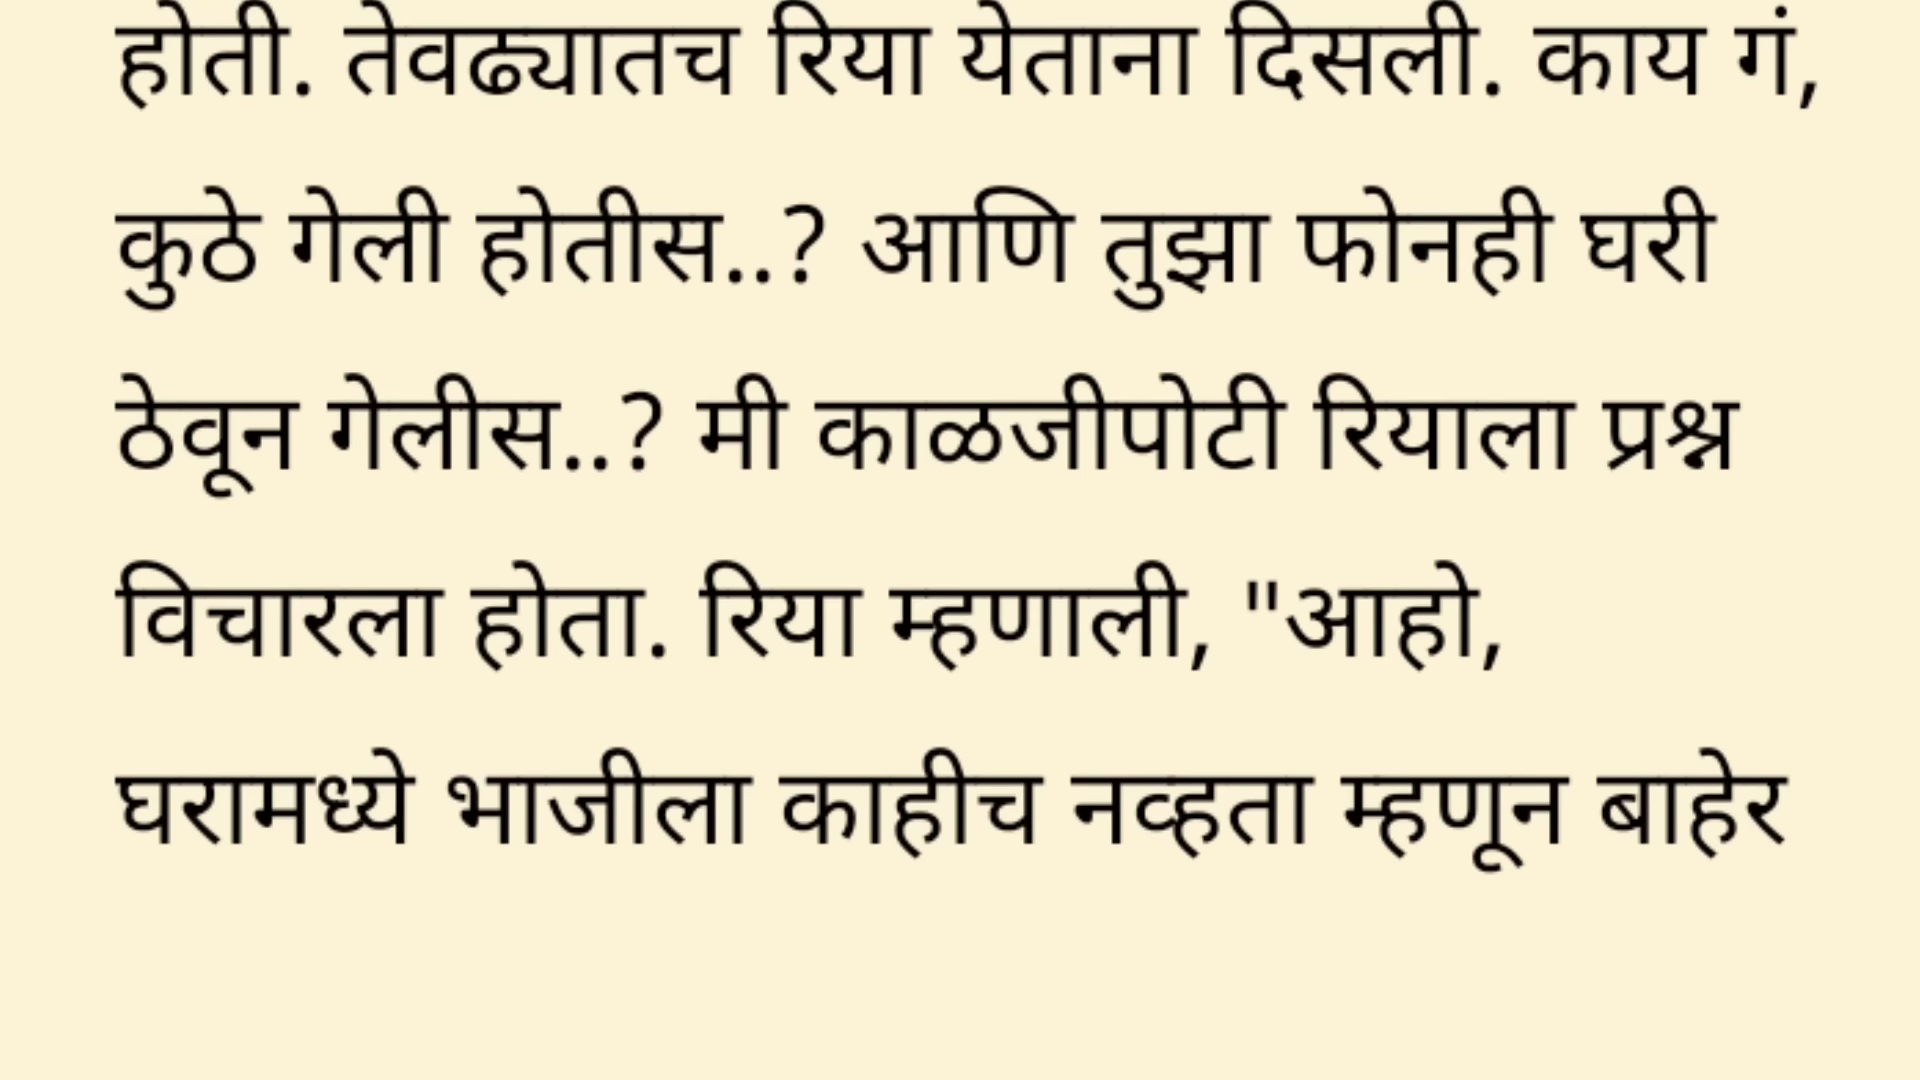 होती. तेवढ्यातच रिया येताना दिसली. काय गं,
कुठे गेली होतीस..? आणि तुझा फोनही घरी
ठेवून गेलीस..? मी काळजीपोटी रियाला प्रश्न
विचारला होता. रिया म्हणाली, "आहो,
घरामध्ये भाजीला काहीच नव्हता म्हणून बाहेर